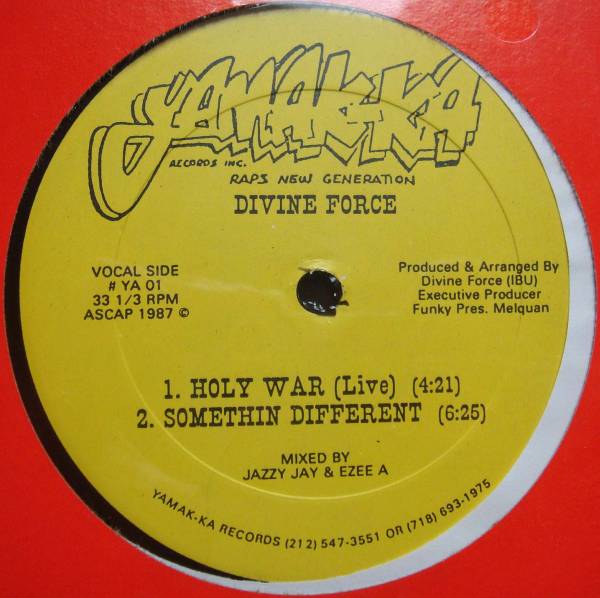 YAMAK-KA
RECORDS INC.
RAPS NEW GENERATION
DIVINE FORCE
VOCAL SIDE
# YA 01
33 1/3 RPM
ASCAP 1987 ©
Produced & Arranged By
Divine Force (IBU)
Executive Producer
Funky Pres. Melquan
1. HOLY WAR (Live) (4:21)
2. SOMETHIN DIFFERENT (6:25)
MIXED BY
JAZZY JAY & EZEE A
YAMAK-KA RECORDS (212) 547-3551 OR (718) 693-1975